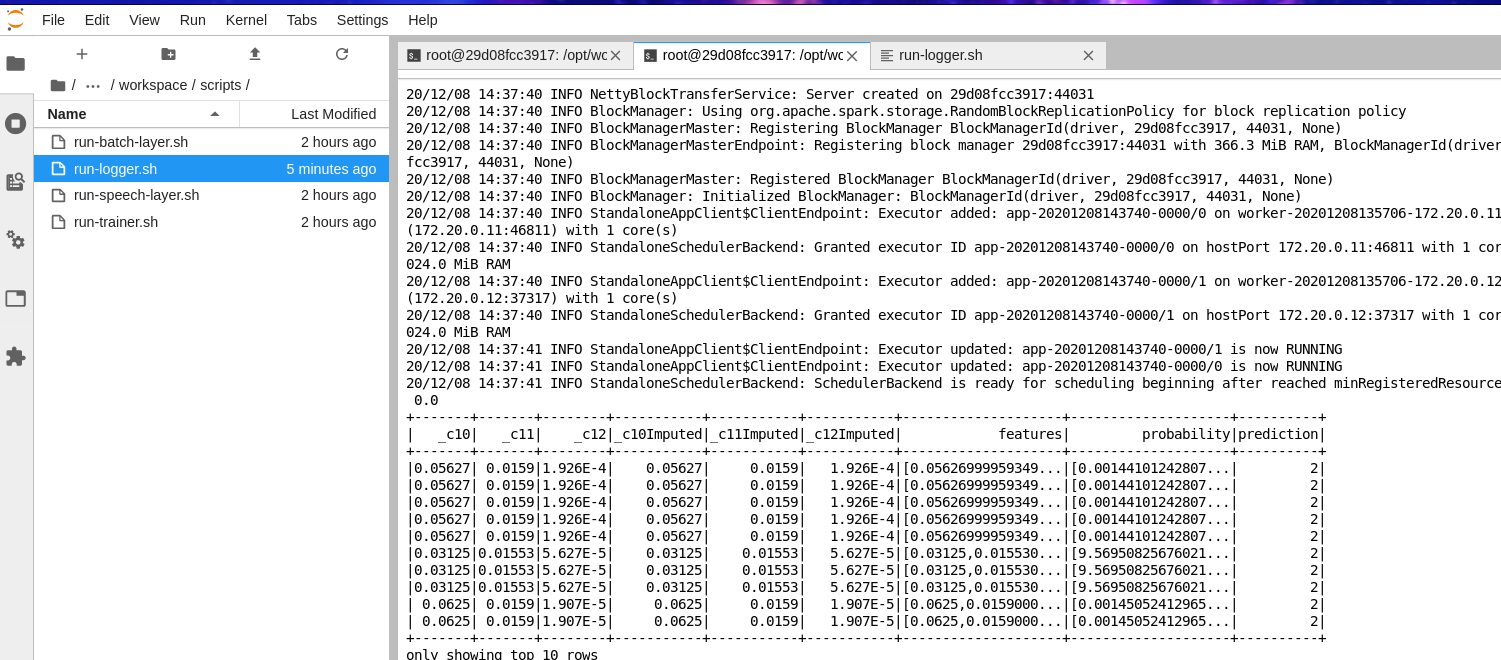 File Edit View Run Kernel Tabs Settings Help
/ ... / workspace / scripts /
Name Last Modified
run-batch-layer.sh 2 hours ago
run-logger.sh 5 minutes ago
run-speech-layer.sh 2 hours ago
run-trainer.sh 2 hours ago
root@29d08fcc3917: /opt/wo
root@29d08fcc3917: /opt/wo
run-logger.sh
20/12/08 14:37:40 INFO NettyBlockTransferService: Server created on 29d08fcc3917:44031
20/12/08 14:37:40 INFO BlockManager: Using org.apache.spark.storage.RandomBlockReplicationPolicy for block replication policy
20/12/08 14:37:40 INFO BlockManagerMaster: Registering BlockManager BlockManagerId(driver, 29d08fcc3917, 44031, None)
20/12/08 14:37:40 INFO BlockManagerMasterEndpoint: Registering block manager 29d08fcc3917:44031 with 366.3 MiB RAM, BlockManagerId(driver
fcc3917, 44031, None)
20/12/08 14:37:40 INFO BlockManagerMaster: Registered BlockManager BlockManagerId(driver, 29d08fcc3917, 44031, None)
20/12/08 14:37:40 INFO BlockManager: Initialized BlockManager: BlockManagerId(driver, 29d08fcc3917, 44031, None)
20/12/08 14:37:40 INFO StandaloneAppClient$ClientEndpoint: Executor added: app-20201208143740-0000/0 on worker-20201208135706-172.20.0.11
(172.20.0.11:46811) with 1 core(s)
20/12/08 14:37:40 INFO StandaloneSchedulerBackend: Granted executor ID app-20201208143740-0000/0 on hostPort 172.20.0.11:46811 with 1 cor
024.0 MiB RAM
20/12/08 14:37:40 INFO StandaloneAppClient$ClientEndpoint: Executor added: app-20201208143740-0000/1 on worker-20201208135706-172.20.0.12
(172.20.0.12:37317) with 1 core(s)
20/12/08 14:37:40 INFO StandaloneSchedulerBackend: Granted executor ID app-20201208143740-0000/1 on hostPort 172.20.0.12:37317 with 1 cor
024.0 MiB RAM
20/12/08 14:37:41 INFO StandaloneAppClient$ClientEndpoint: Executor updated: app-20201208143740-0000/1 is now RUNNING
20/12/08 14:37:41 INFO StandaloneAppClient$ClientEndpoint: Executor updated: app-20201208143740-0000/0 is now RUNNING
20/12/08 14:37:41 INFO StandaloneSchedulerBackend: SchedulerBackend is ready for scheduling beginning after reached minRegisteredResource
0.0
+-------+-------+--------+-----------+-----------+-----------+--------------------+--------------------+----------+
|   _c10|   _c11|    _c12|_c10Imputed|_c11Imputed|_c12Imputed|            features|         probability|prediction|
+-------+-------+--------+-----------+-----------+-----------+--------------------+--------------------+----------+
|0.05627| 0.0159|1.926E-4|    0.05627|     0.0159|   1.926E-4|[0.05626999959349...|[0.00144101242807...|         2|
|0.05627| 0.0159|1.926E-4|    0.05627|     0.0159|   1.926E-4|[0.05626999959349...|[0.00144101242807...|         2|
|0.05627| 0.0159|1.926E-4|    0.05627|     0.0159|   1.926E-4|[0.05626999959349...|[0.00144101242807...|         2|
|0.05627| 0.0159|1.926E-4|    0.05627|     0.0159|   1.926E-4|[0.05626999959349...|[0.00144101242807...|         2|
|0.05627| 0.0159|1.926E-4|    0.05627|     0.0159|   1.926E-4|[0.05626999959349...|[0.00144101242807...|         2|
|0.03125|0.01553|5.627E-5|    0.03125|    0.01553|   5.627E-5|[0.03125,0.015530...|[9.56950825676021...|         2|
|0.03125|0.01553|5.627E-5|    0.03125|    0.01553|   5.627E-5|[0.03125,0.015530...|[9.56950825676021...|         2|
|0.03125|0.01553|5.627E-5|    0.03125|    0.01553|   5.627E-5|[0.03125,0.015530...|[9.56950825676021...|         2|
| 0.0625| 0.0159|1.907E-5|     0.0625|     0.0159|   1.907E-5|[0.0625,0.0159000...|[0.00145052412965...|         2|
| 0.0625| 0.0159|1.907E-5|     0.0625|     0.0159|   1.907E-5|[0.0625,0.0159000...|[0.00145052412965...|         2|
+-------+-------+--------+-----------+-----------+-----------+--------------------+--------------------+----------+
only showing top 10 rows